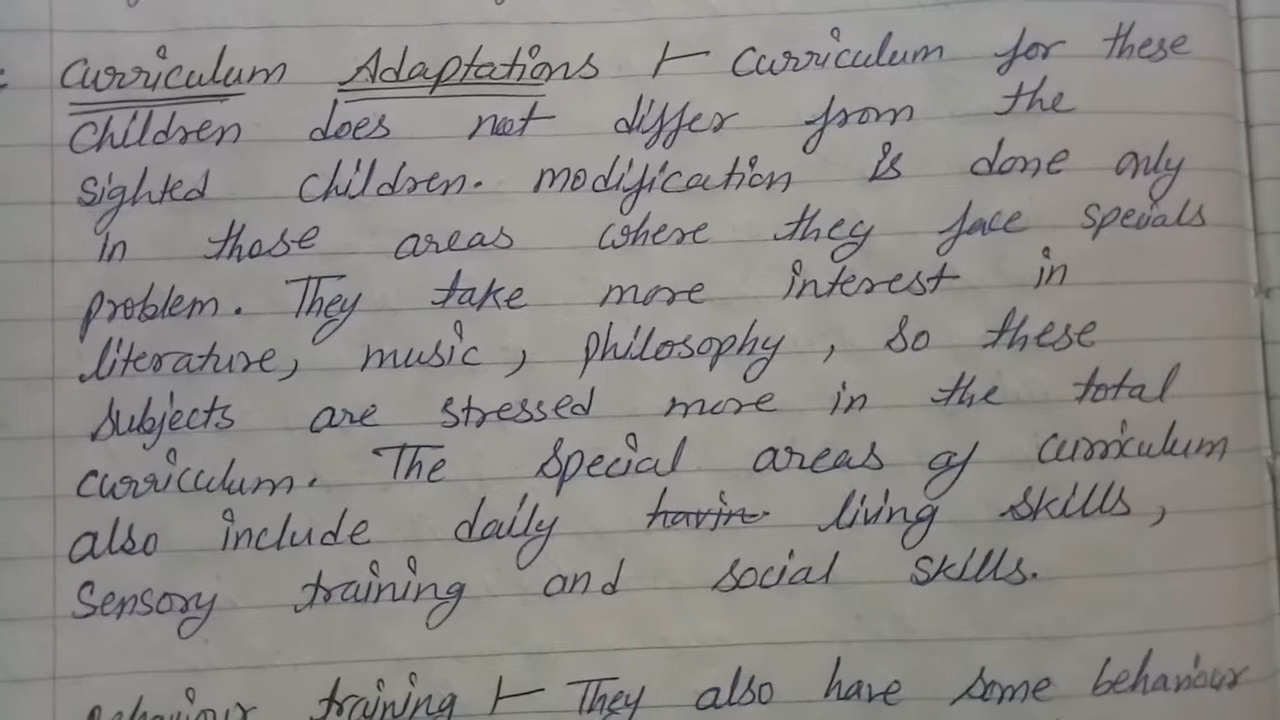 Curriculum Adaptations :- Curriculum for these
Children does not differ from the
Sighted Children. modification is done only
in those areas where they face specials
problem. They take more interest in
literature, music, philosophy, so these
subjects are stressed more in the total
curriculum. The special areas of curriculum
also include daily havin living skills,
Sensory training and social skills.
Behaviour training :- They also have some behaviour